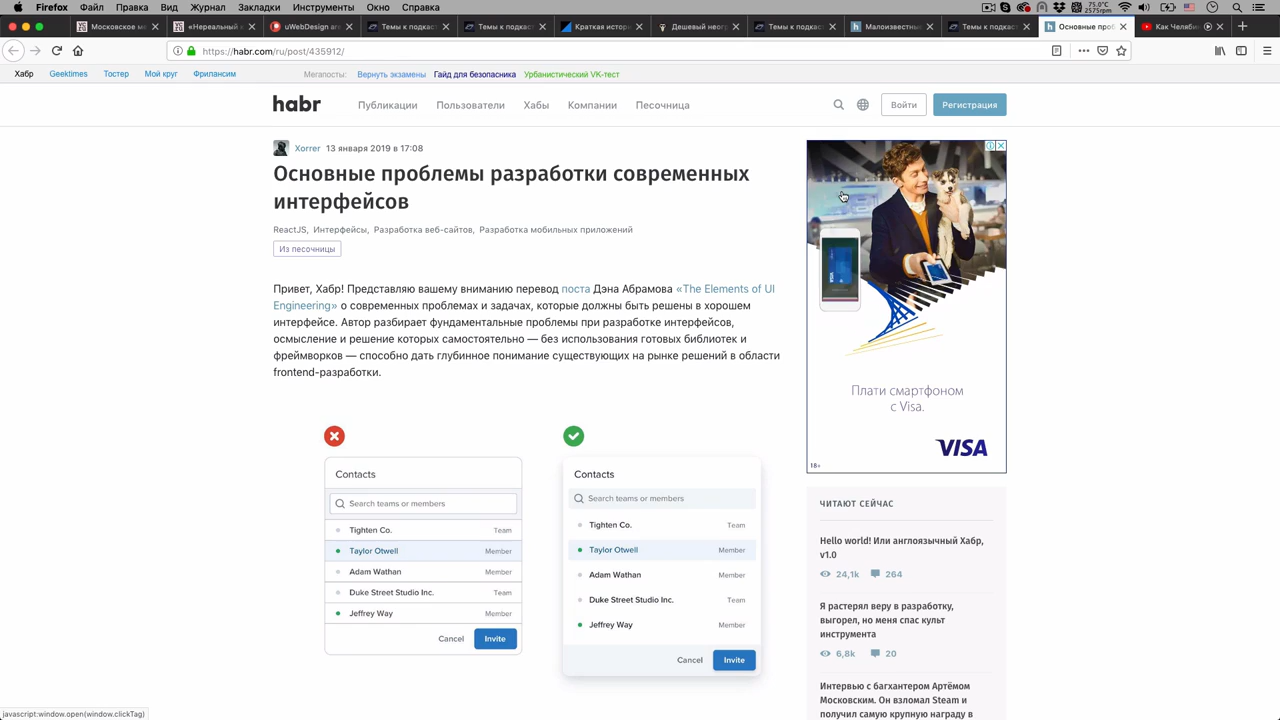 Firefox Файл Правка Вид Журнал Закладки Инструменты Окно Справка
75.0°C
2575rpm
Московское ме
«Нереальный к
uWebDesign ап
Темы к подкаст
Темы к подкаст
Краткая истори
Дешевый неогр
Темы к подкаст
Малоизвестны
Темы к подкаст
Основные проб
Как Челябин
https://habr.com/ru/post/435912/
Хабр Geektimes Тостер Мой круг Фрилансим
Мегапосты: Вернуть экзамены Гайд для безопасника Урбанистический VK-тест
habr Публикации Пользователи Хабы Компании Песочница
Войти
Регистрация
Xorrer 13 января 2019 в 17:08
Основные проблемы разработки современных
интерфейсов
ReactJS, Интерфейсы, Разработка веб-сайтов, Разработка мобильных приложений
Из песочницы
Привет, Хабр! Представляю вашему вниманию перевод поста Дэна Абрамова «The Elements of UI
Engineering» о современных проблемах и задачах, которые должны быть решены в хорошем
интерфейсе. Автор разбирает фундаментальные проблемы при разработке интерфейсов,
осмысление и решение которых самостоятельно — без использования готовых библиотек и
фреймворков — способно дать глубинное понимание существующих на рынке решений в области
frontend-разработки.
Contacts
Search teams or members
Tighten Co. Team
Taylor Otwell Member
Adam Wathan Member
Duke Street Studio Inc. Team
Jeffrey Way Member
Cancel Invite
Contacts
Search teams or members
Tighten Co. Team
Taylor Otwell Member
Adam Wathan Member
Duke Street Studio Inc. Team
Jeffrey Way Member
Cancel Invite
VISA
Плати смартфоном
с Visa.
VISA
18+
ЧИТАЮТ СЕЙЧАС
Hello world! Или англоязычный Хабр,
v1.0
24,1k 264
Я растерял веру в разработку,
выгорел, но меня спас культ
инструмента
6,8k 20
Интервью с багхантером Артёмом
Московским. Он взломал Steam и
получил самую крупную награду в
javascript:window.open(window.clickTag)